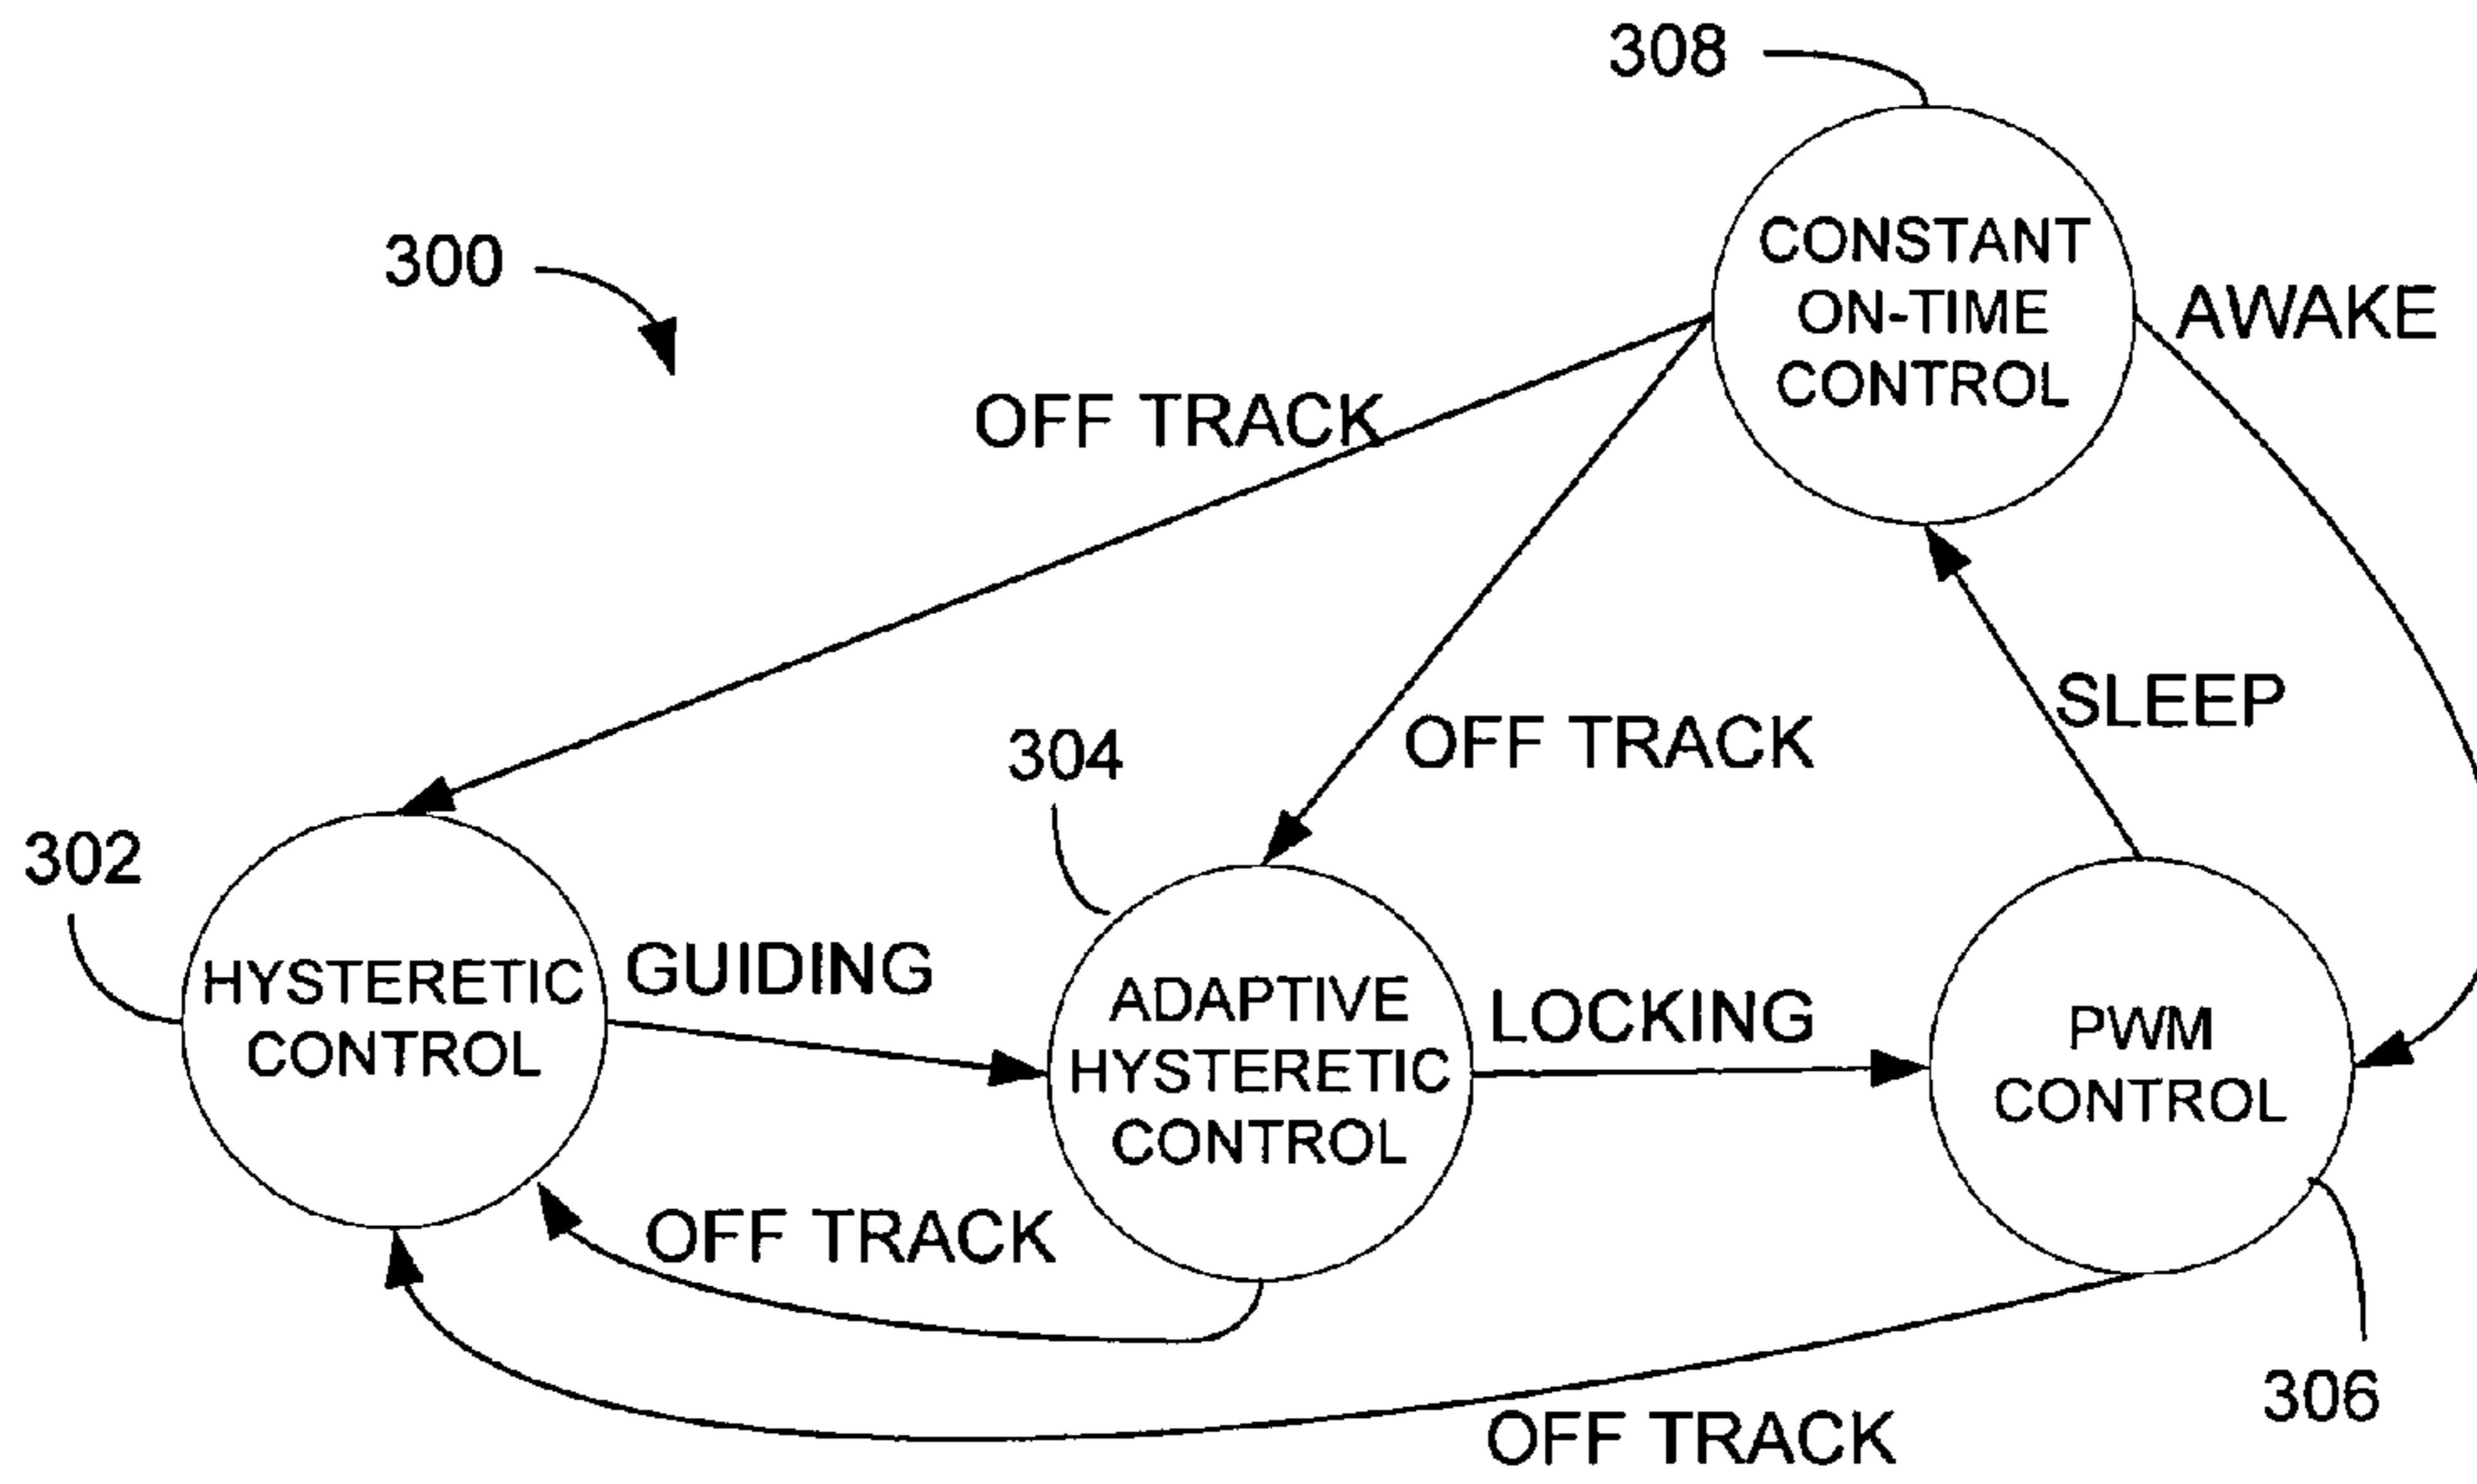 308
300
CONSTANT
ON-TIME
CONTROL
AWAKE
OFF TRACK
SLEEP
OFF TRACK
304
302
HYSTERETIC
CONTROL
GUIDING
ADAPTIVE
HYSTERETIC
CONTROL
LOCKING
PWM
CONTROL
OFF TRACK
306
OFF TRACK